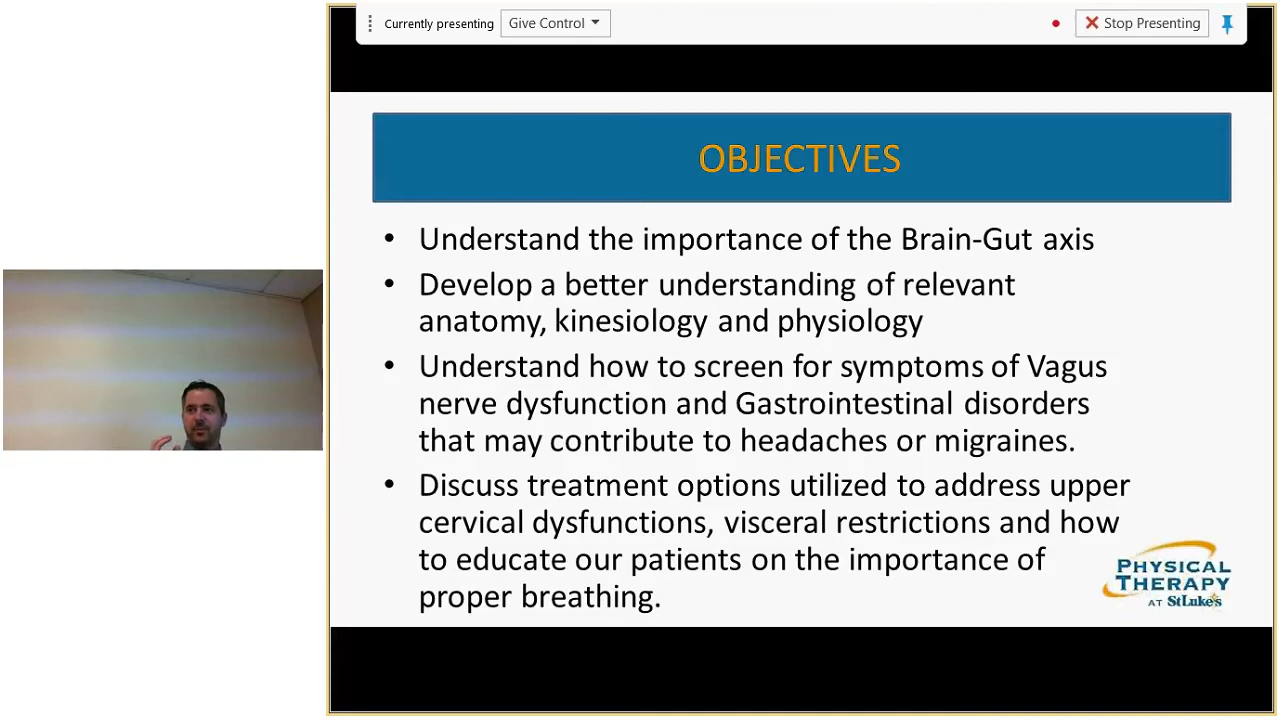 Currently presenting Give Control Stop Presenting
OBJECTIVES
• Understand the importance of the Brain-Gut axis
• Develop a better understanding of relevant
anatomy, kinesiology and physiology
• Understand how to screen for symptoms of Vagus
nerve dysfunction and Gastrointestinal disorders
that may contribute to headaches or migraines.
• Discuss treatment options utilized to address upper
cervical dysfunctions, visceral restrictions and how
to educate our patients on the importance of
proper breathing.
PHYSICAL
THERAPY
AT StLuke's